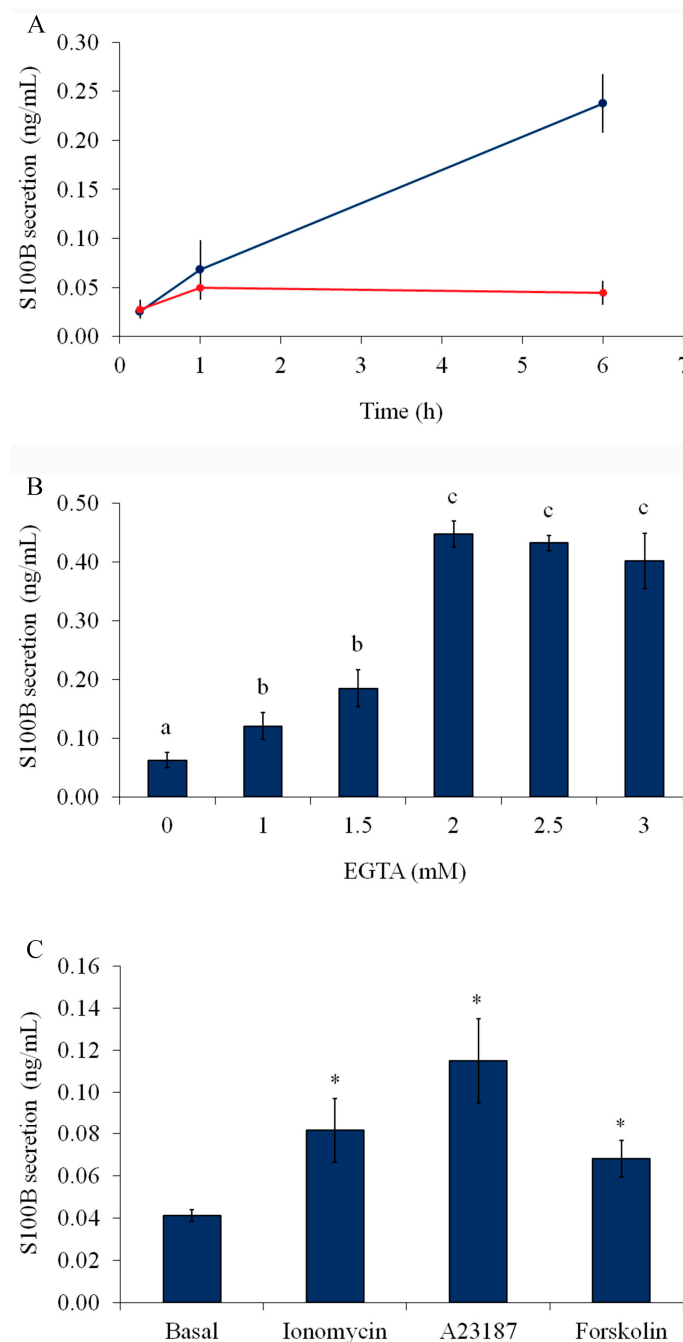 A
S100B secretion (ng/mL)
0.30
0.25
0.20
0.15
0.10
0.05
0.00
0 1 2 3 4 5 6 7
Time (h)
B
S100B secretion (ng/mL)
0.50
0.40
0.30
0.20
0.10
0.00
a b b c c c
0 1 1.5 2 2.5 3
EGTA (mM)
C
S100B secretion (ng/mL)
0.16
0.14
0.12
0.10
0.08
0.06
0.04
0.02
0.00
* * *
Basal Ionomycin A23187 Forskolin